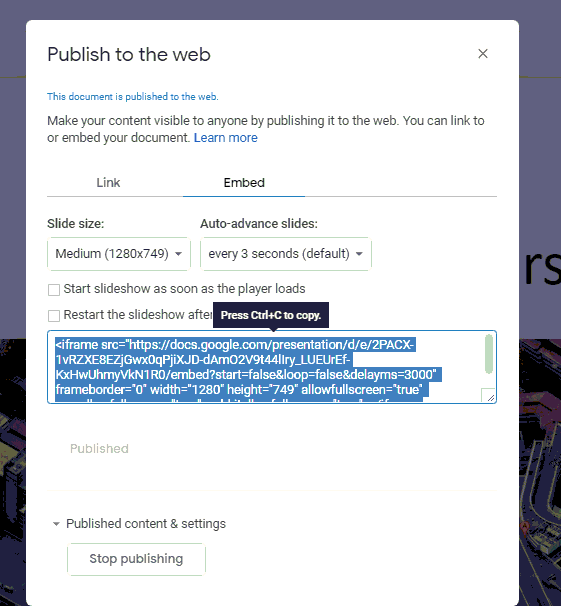 Publish to the web
This document is published to the web.
Make your content visible to anyone by publishing it to the web. You can link to
or embed your document. Learn more
Link Embed
Slide size: Auto-advance slides:
Medium (1280x749) every 3 seconds (default)
Start slideshow as soon as the player loads
Restart the slideshow after
Press Ctrl+C to copy.
<iframe src="https://docs.google.com/presentation/d/e/2PACX-
1vRZXE8EZjGwx0qPjiXJD-dAmO2V9t44lIry_LUEUrEf-
KxHwUhmyVkN1R0/embed?start=false&loop=false&delayms=3000"
frameborder="0" width="1280" height="749" allowfullscreen="true"
Published
Published content & settings
Stop publishing
rs